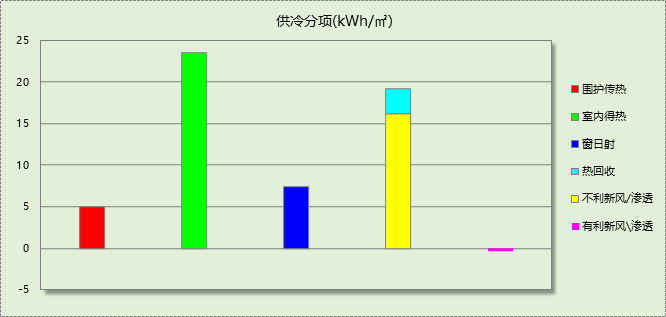 供冷分项(kWh/㎡)
25
20
15
10
5
0
-5
围护传热
室内得热
窗日射
热回收
不利新风/渗透
有利新风\渗透